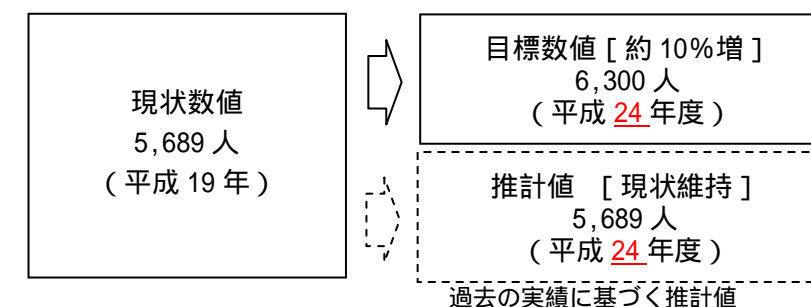 現状数値
5,689 人
（平成 19 年）
目標数値［約 10%増］
6,300 人
（平成 24 年度）
推計値　［現状維持］
5,689 人
（平成 24 年度）
過去の実績に基づく推計値